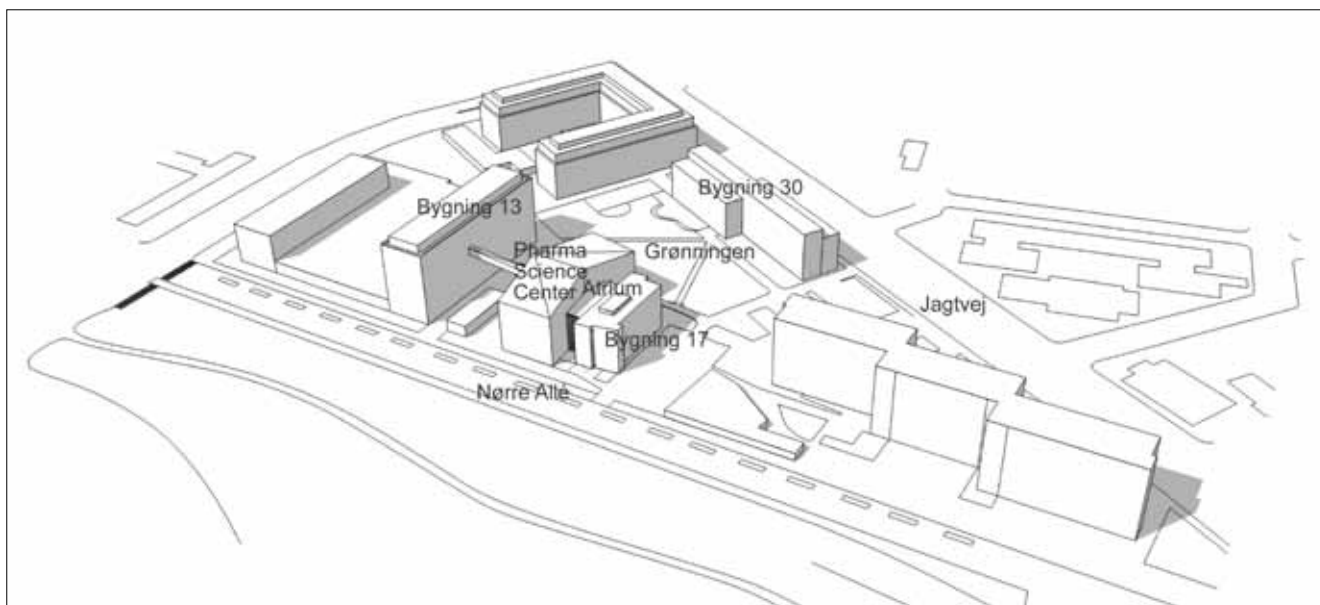 Bygning 30
Bygning 13
Pharma
Science
Center
Grønningen
Atrium
Jagtvej
Bygning 17
Nørre Allé